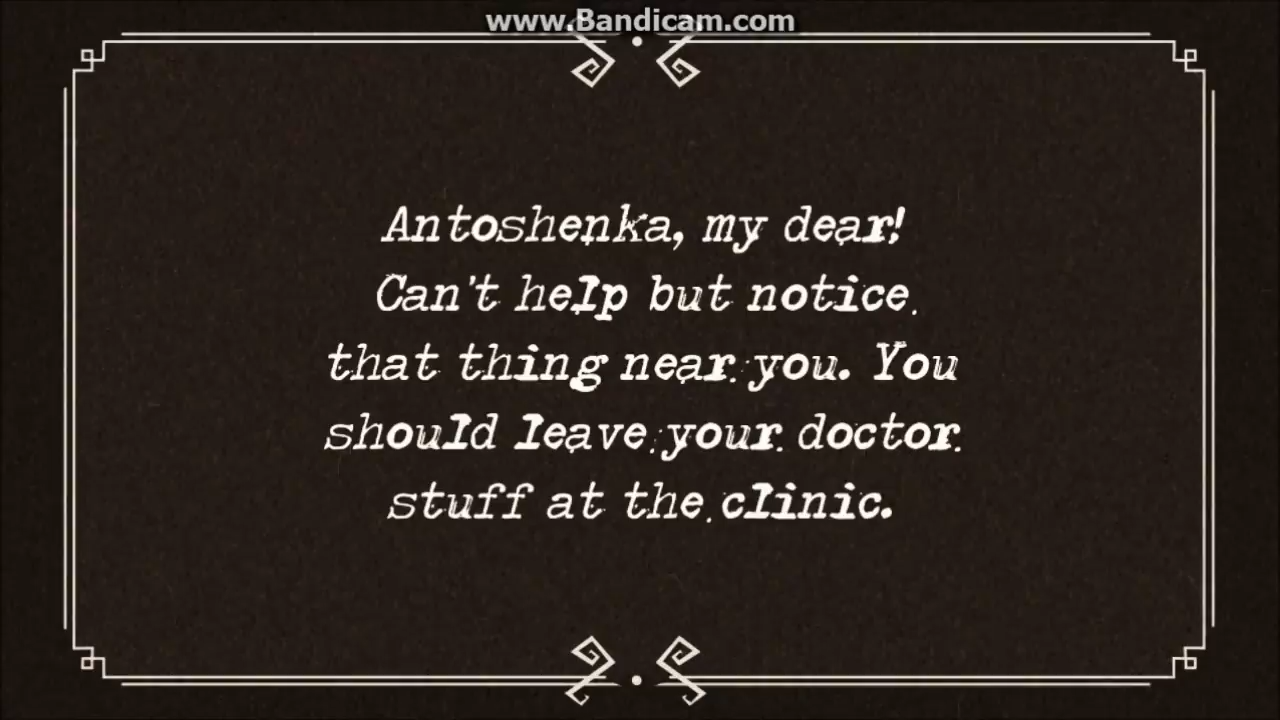 www.Bandicam.com
Antoshenka, my dear!
Can't help but notice
that thing near you. You
should leave your doctor
stuff at the clinic.